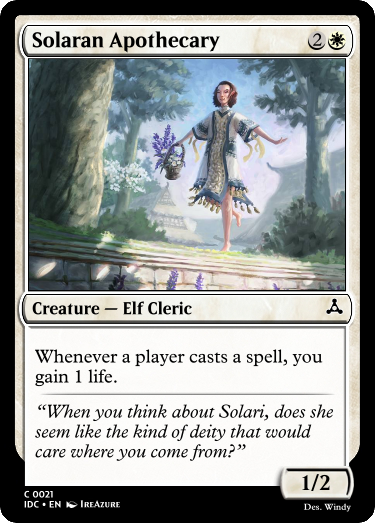 Solaran Apothecary 2
Creature — Elf Cleric
Whenever a player casts a spell, you
gain 1 life.
“When you think about Solari, does she
seem like the kind of deity that would
care where you come from?”
1/2
C 0021
IDC • EN IreAzure
Des. Windy